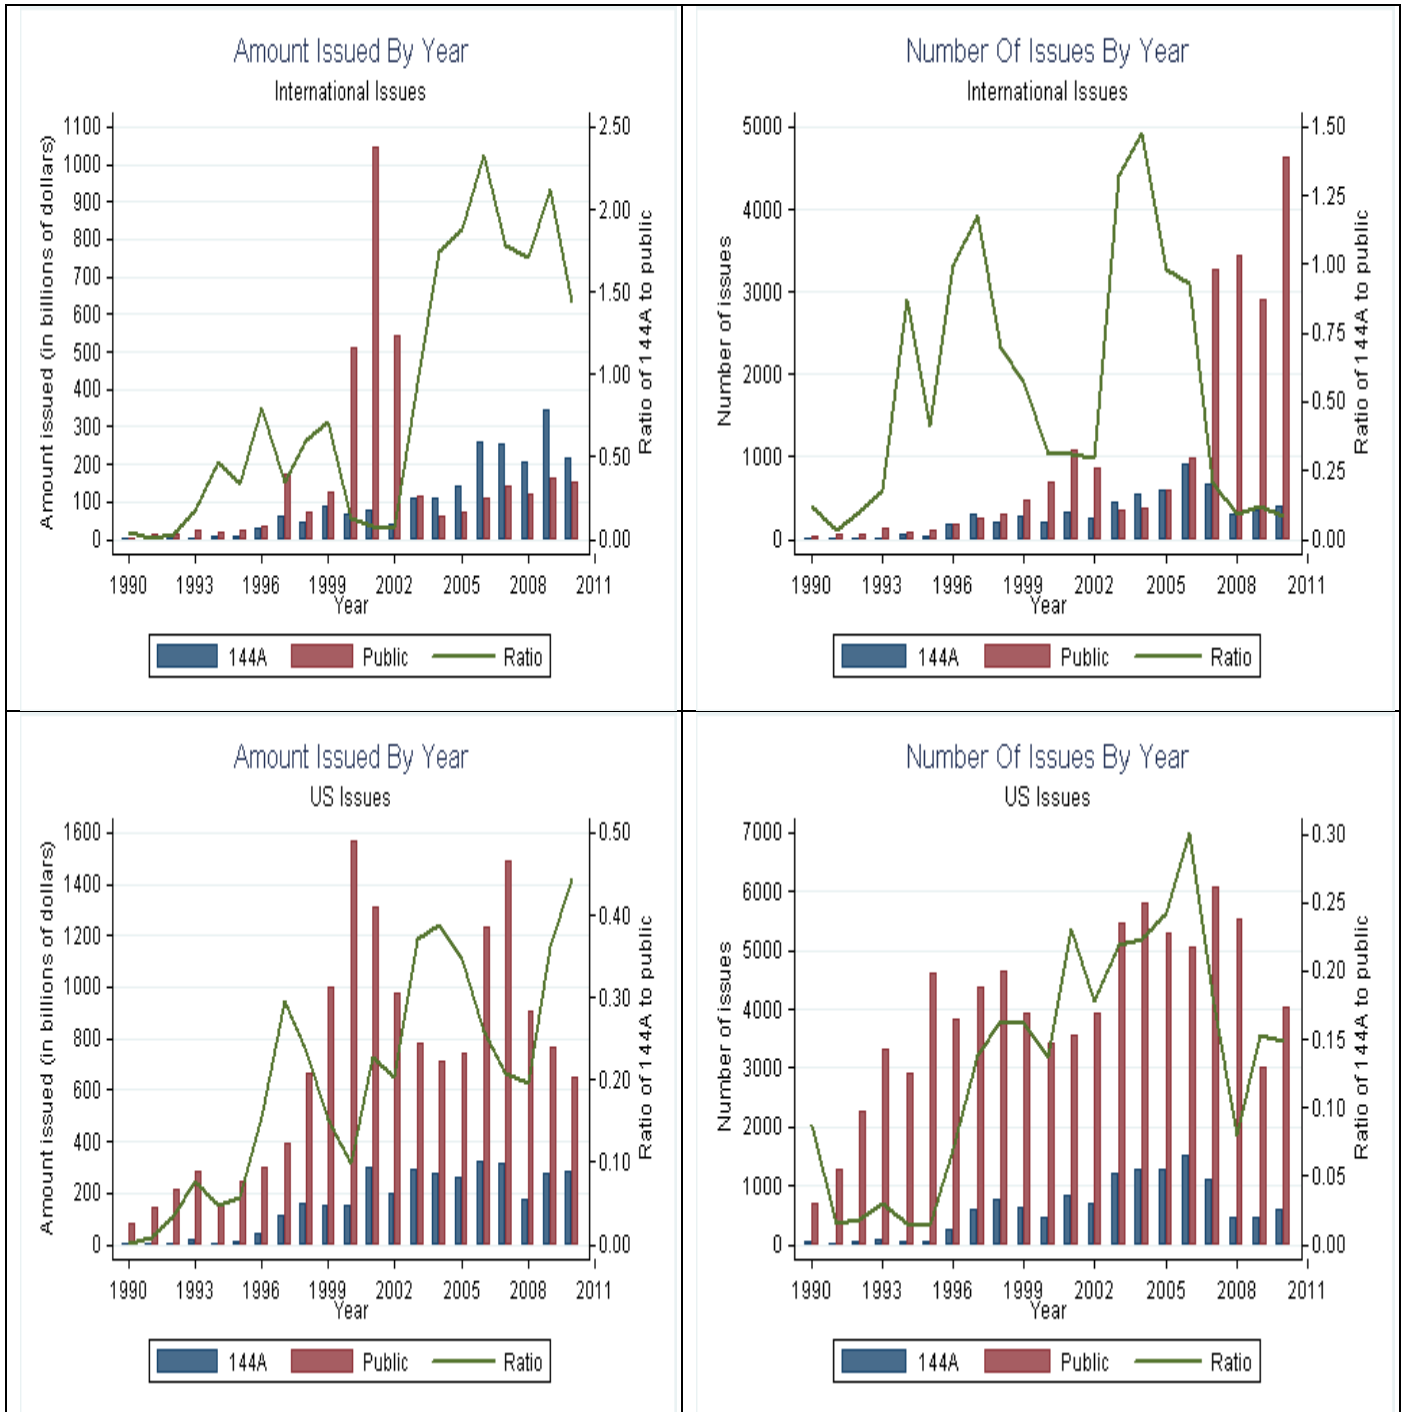 Amount Issued By Year
International Issues
Amount issued (in billions of dollars)
1100
1000
900
800
700
600
500
400
300
200
100
0
2.50
2.00
1.50
1.00
0.50
0.00
Ratio of 144A to public
1990 1993 1996 1999 2002 2005 2008 2011
Year
144A Public Ratio
Number Of Issues By Year
International Issues
Number of issues
5000
4000
3000
2000
1000
0
1.50
1.25
1.00
0.75
0.50
0.25
0.00
Ratio of 144A to public
1990 1993 1996 1999 2002 2005 2008 2011
Year
144A Public Ratio
Amount Issued By Year
US Issues
Amount issued (in billions of dollars)
1600
1400
1200
1000
800
600
400
200
0
0.50
0.40
0.30
0.20
0.10
0.00
Ratio of 144A to public
1990 1993 1996 1999 2002 2005 2008 2011
Year
144A Public Ratio
Number Of Issues By Year
US Issues
Number of issues
7000
6000
5000
4000
3000
2000
1000
0
0.30
0.25
0.20
0.15
0.10
0.05
0.00
Ratio of 144A to public
1990 1993 1996 1999 2002 2005 2008 2011
Year
144A Public Ratio